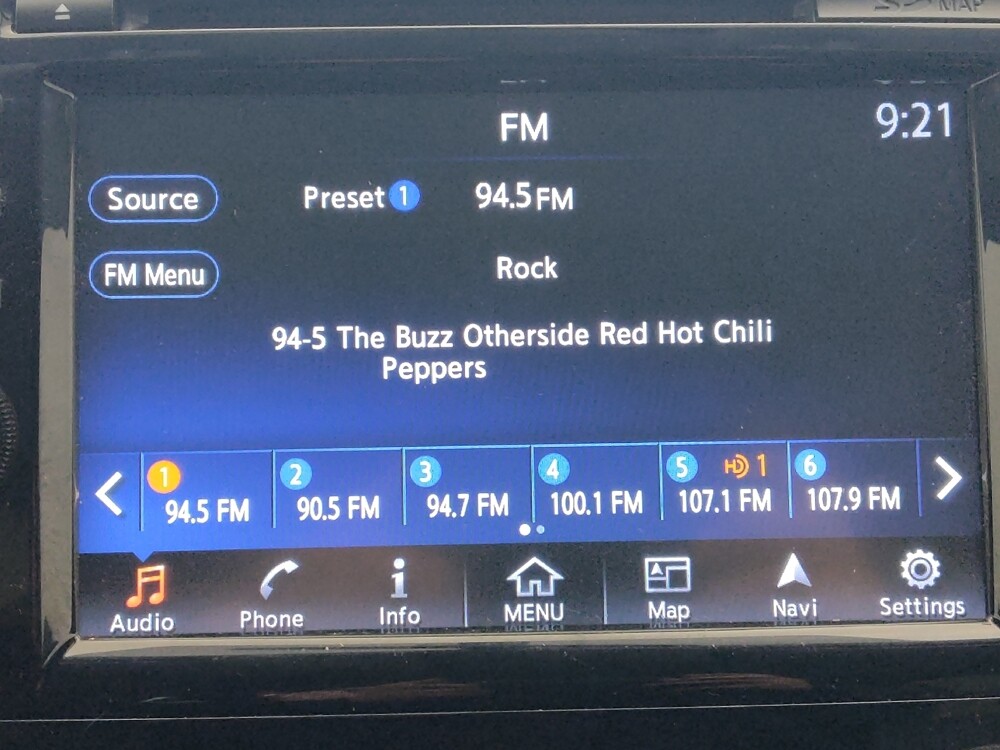 MAP
FM
9:21
Source
Preset 1 94.5 FM
FM Menu
Rock
94-5 The Buzz Otherside Red Hot Chili
Peppers
1 2 3 4 5 HD 1 6
94.5 FM 90.5 FM 94.7 FM 100.1 FM 107.1 FM 107.9 FM
Audio Phone Info MENU Map Navi Settings